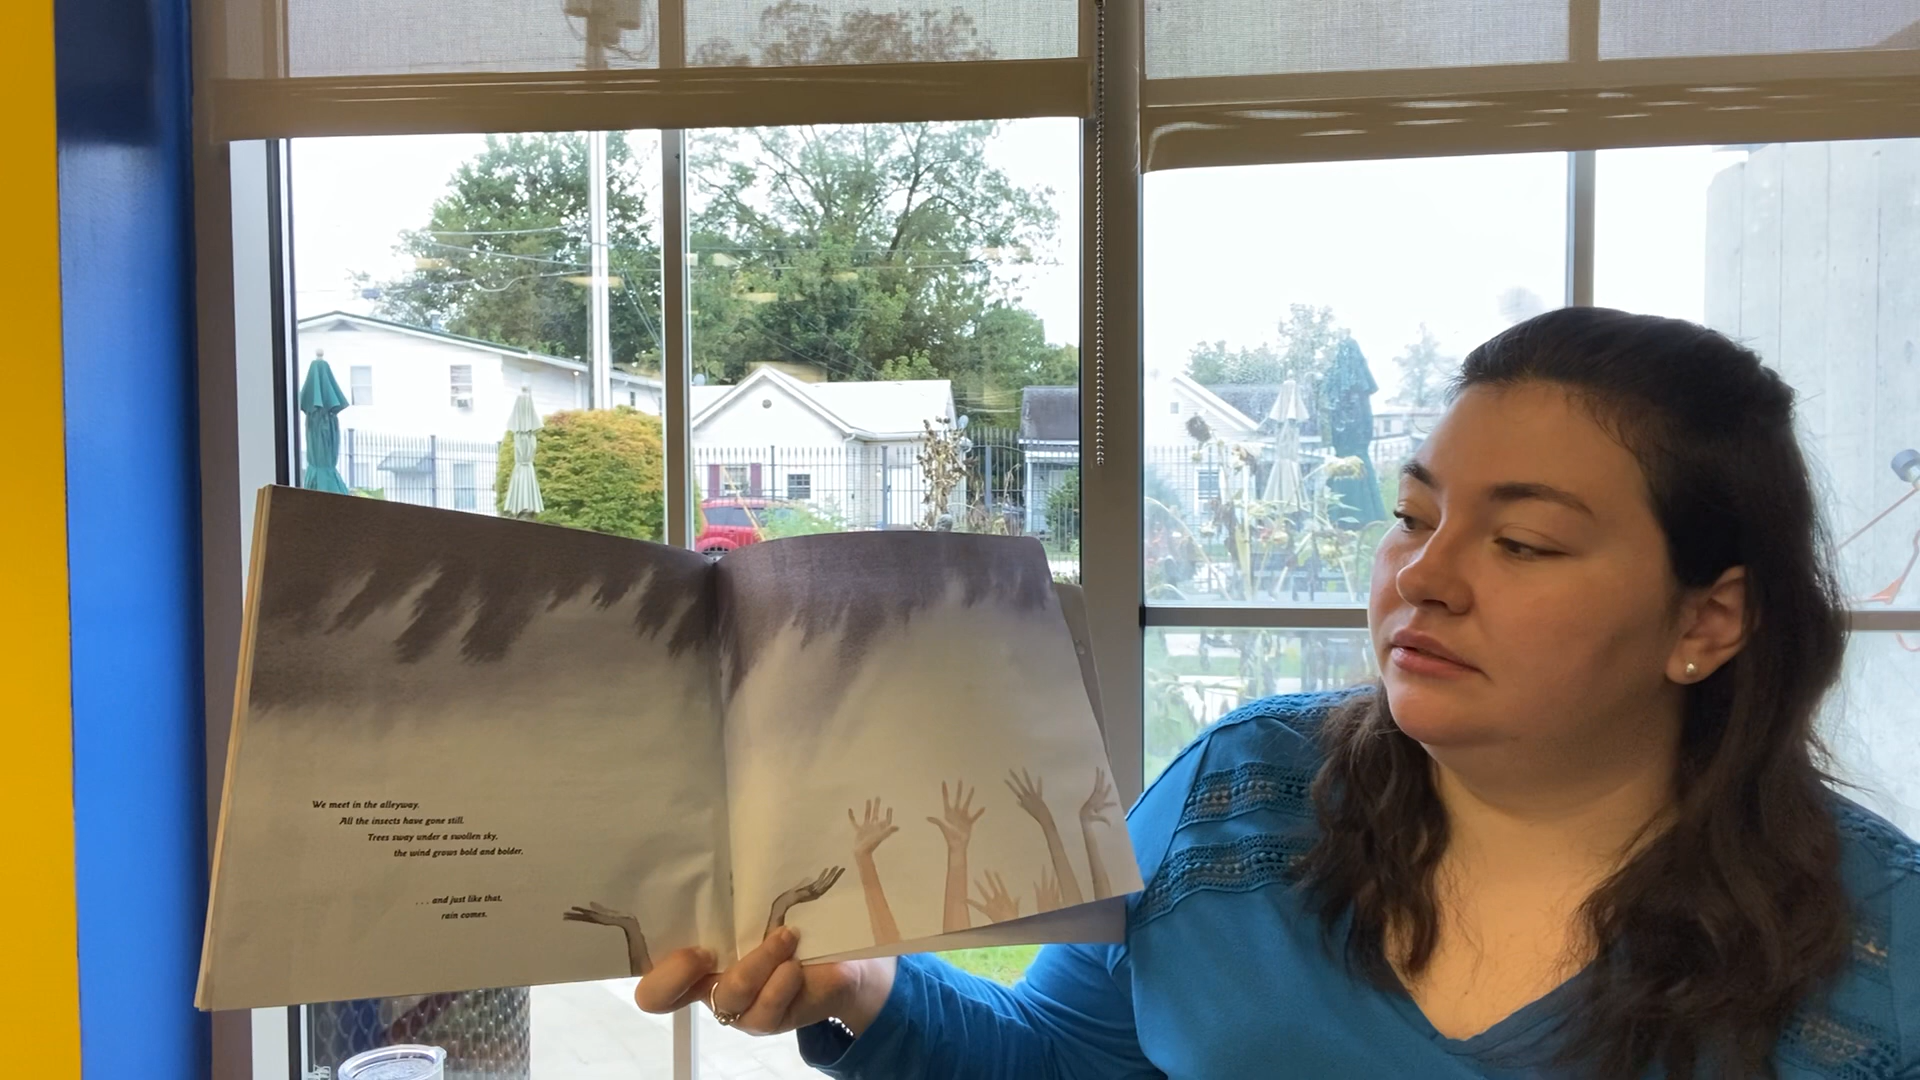 We meet in the alleyway.
All the insects have gone still.
Trees sway under a swollen sky,
the wind grows bold and bolder,
. . . and just like that,
rain comes.